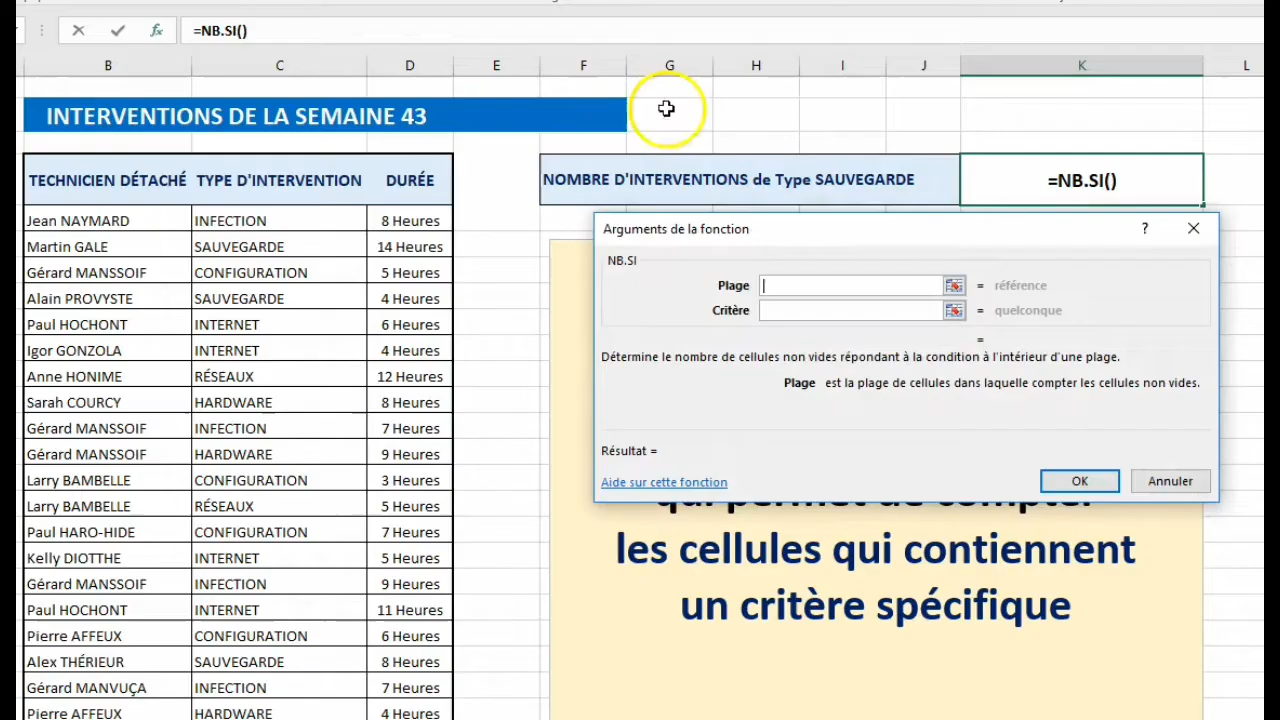 =NB.SI()
B C D E F G H I J K L
INTERVENTIONS DE LA SEMAINE 43
TECHNICIEN DÉTACHÉ TYPE D'INTERVENTION DURÉE
NOMBRE D'INTERVENTIONS de Type SAUVEGARDE =NB.SI()
Jean NAYMARD INFECTION 8 Heures
Martin GALE SAUVEGARDE 14 Heures
Gérard MANSSOIF CONFIGURATION 5 Heures
Alain PROVYSTE SAUVEGARDE 4 Heures
Paul HOCHONT INTERNET 6 Heures
Igor GONZOLA INTERNET 4 Heures
Anne HONIME RÉSEAUX 12 Heures
Sarah COURCY HARDWARE 8 Heures
Gérard MANSSOIF INFECTION 7 Heures
Gérard MANSSOIF HARDWARE 9 Heures
Larry BAMBELLE CONFIGURATION 3 Heures
Larry BAMBELLE RÉSEAUX 5 Heures
Paul HARO-HIDE CONFIGURATION 7 Heures
Kelly DIOTTHE INTERNET 5 Heures
Gérard MANSSOIF INFECTION 9 Heures
Paul HOCHONT INTERNET 11 Heures
Pierre AFFEUX CONFIGURATION 6 Heures
Alex THÉRIEUR SAUVEGARDE 8 Heures
Gérard MANVUÇA INFECTION 7 Heures
Pierre AFFEUX HARDWARE 4 Heures
Arguments de la fonction ?
NB.SI
Plage = référence
Critère = quelconque
=
Détermine le nombre de cellules non vides répondant à la condition à l'intérieur d'une plage.
Plage est la plage de cellules dans laquelle compter les cellules non vides.
Résultat =
Aide sur cette fonction
OK Annuler
qui permet de compter
les cellules qui contiennent
un critère spécifique